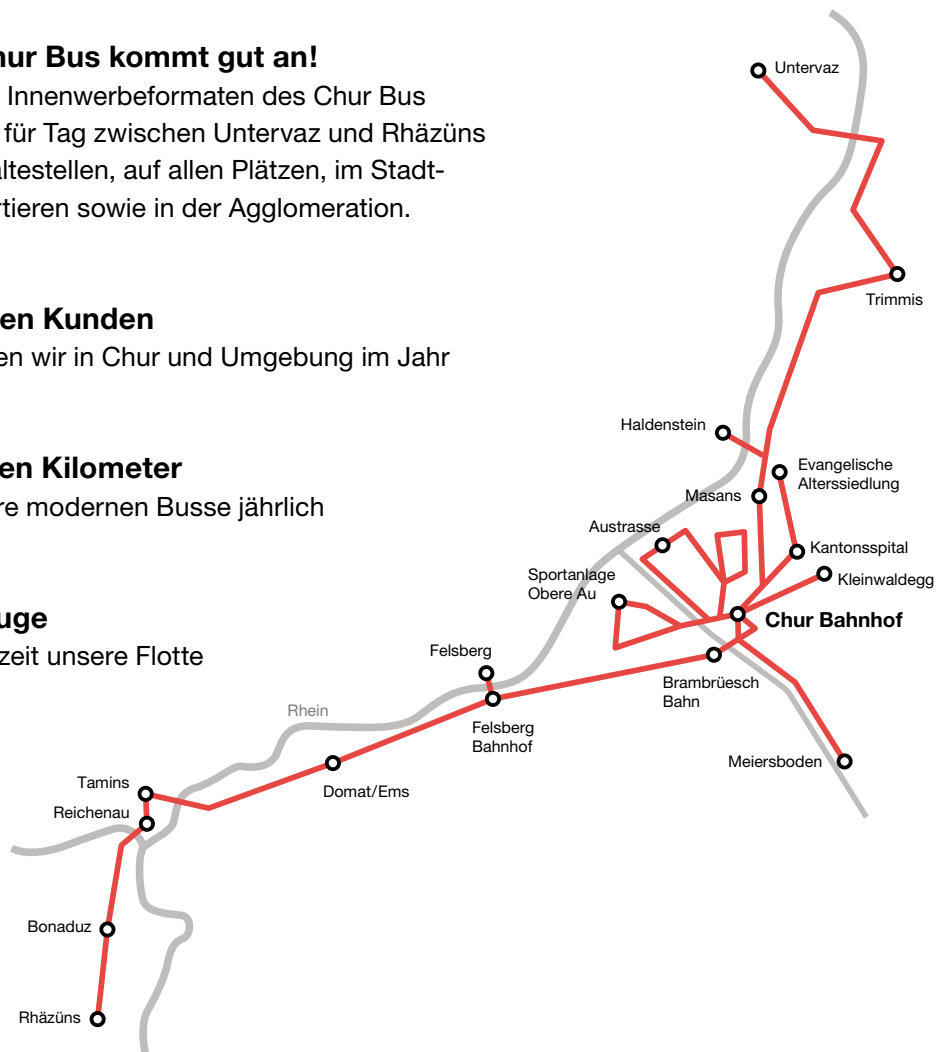 hur Bus kommt gut an!
Innenwerbeformaten des Chur Bus
für Tag zwischen Untervaz und Rhäzüns
altestellen, auf allen Plätzen, im Stadt-
rtieren sowie in der Agglomeration.
en Kunden
en wir in Chur und Umgebung im Jahr
en Kilometer
re modernen Busse jährlich
uge
zeit unsere Flotte
Untervaz
Trimmis
Haldenstein
Evangelische
Alterssiedlung
Masans
Austrasse
Kantonsspital
Sportanlage
Obere Au
Kleinwaldegg
Chur Bahnhof
Felsberg
Brambrüesch
Bahn
Rhein
Felsberg
Bahnhof
Meiersboden
Tamins
Domat/Ems
Reichenau
Bonaduz
Rhäzüns